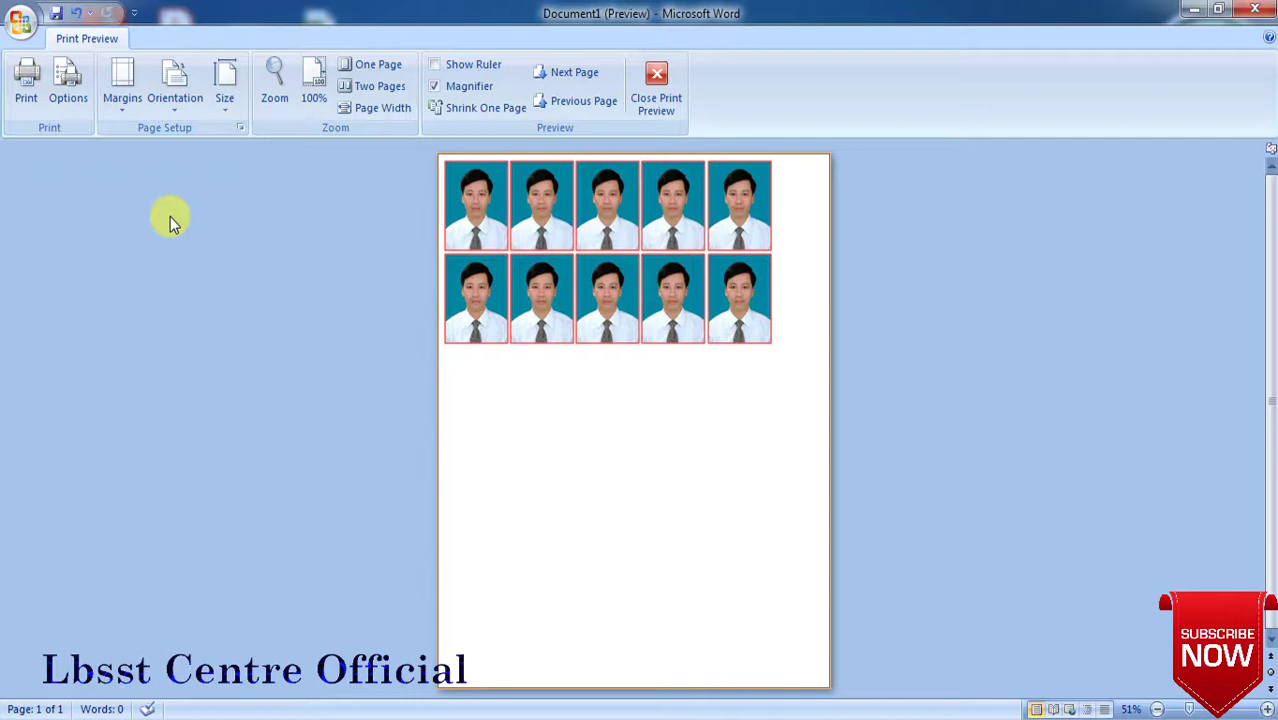 Document1 (Preview) - Microsoft Word
Print Preview
Print
Options
Margins
Orientation
Size
Zoom
100
100%
One Page
Two Pages
Page Width
Show Ruler
Magnifier
Shrink One Page
Next Page
Previous Page
Close Print
Preview
Print
Page Setup
Zoom
Preview
SUBSCRIBE
NOW
Lbsst Centre Official
Page: 1 of 1
Words: 0
51%